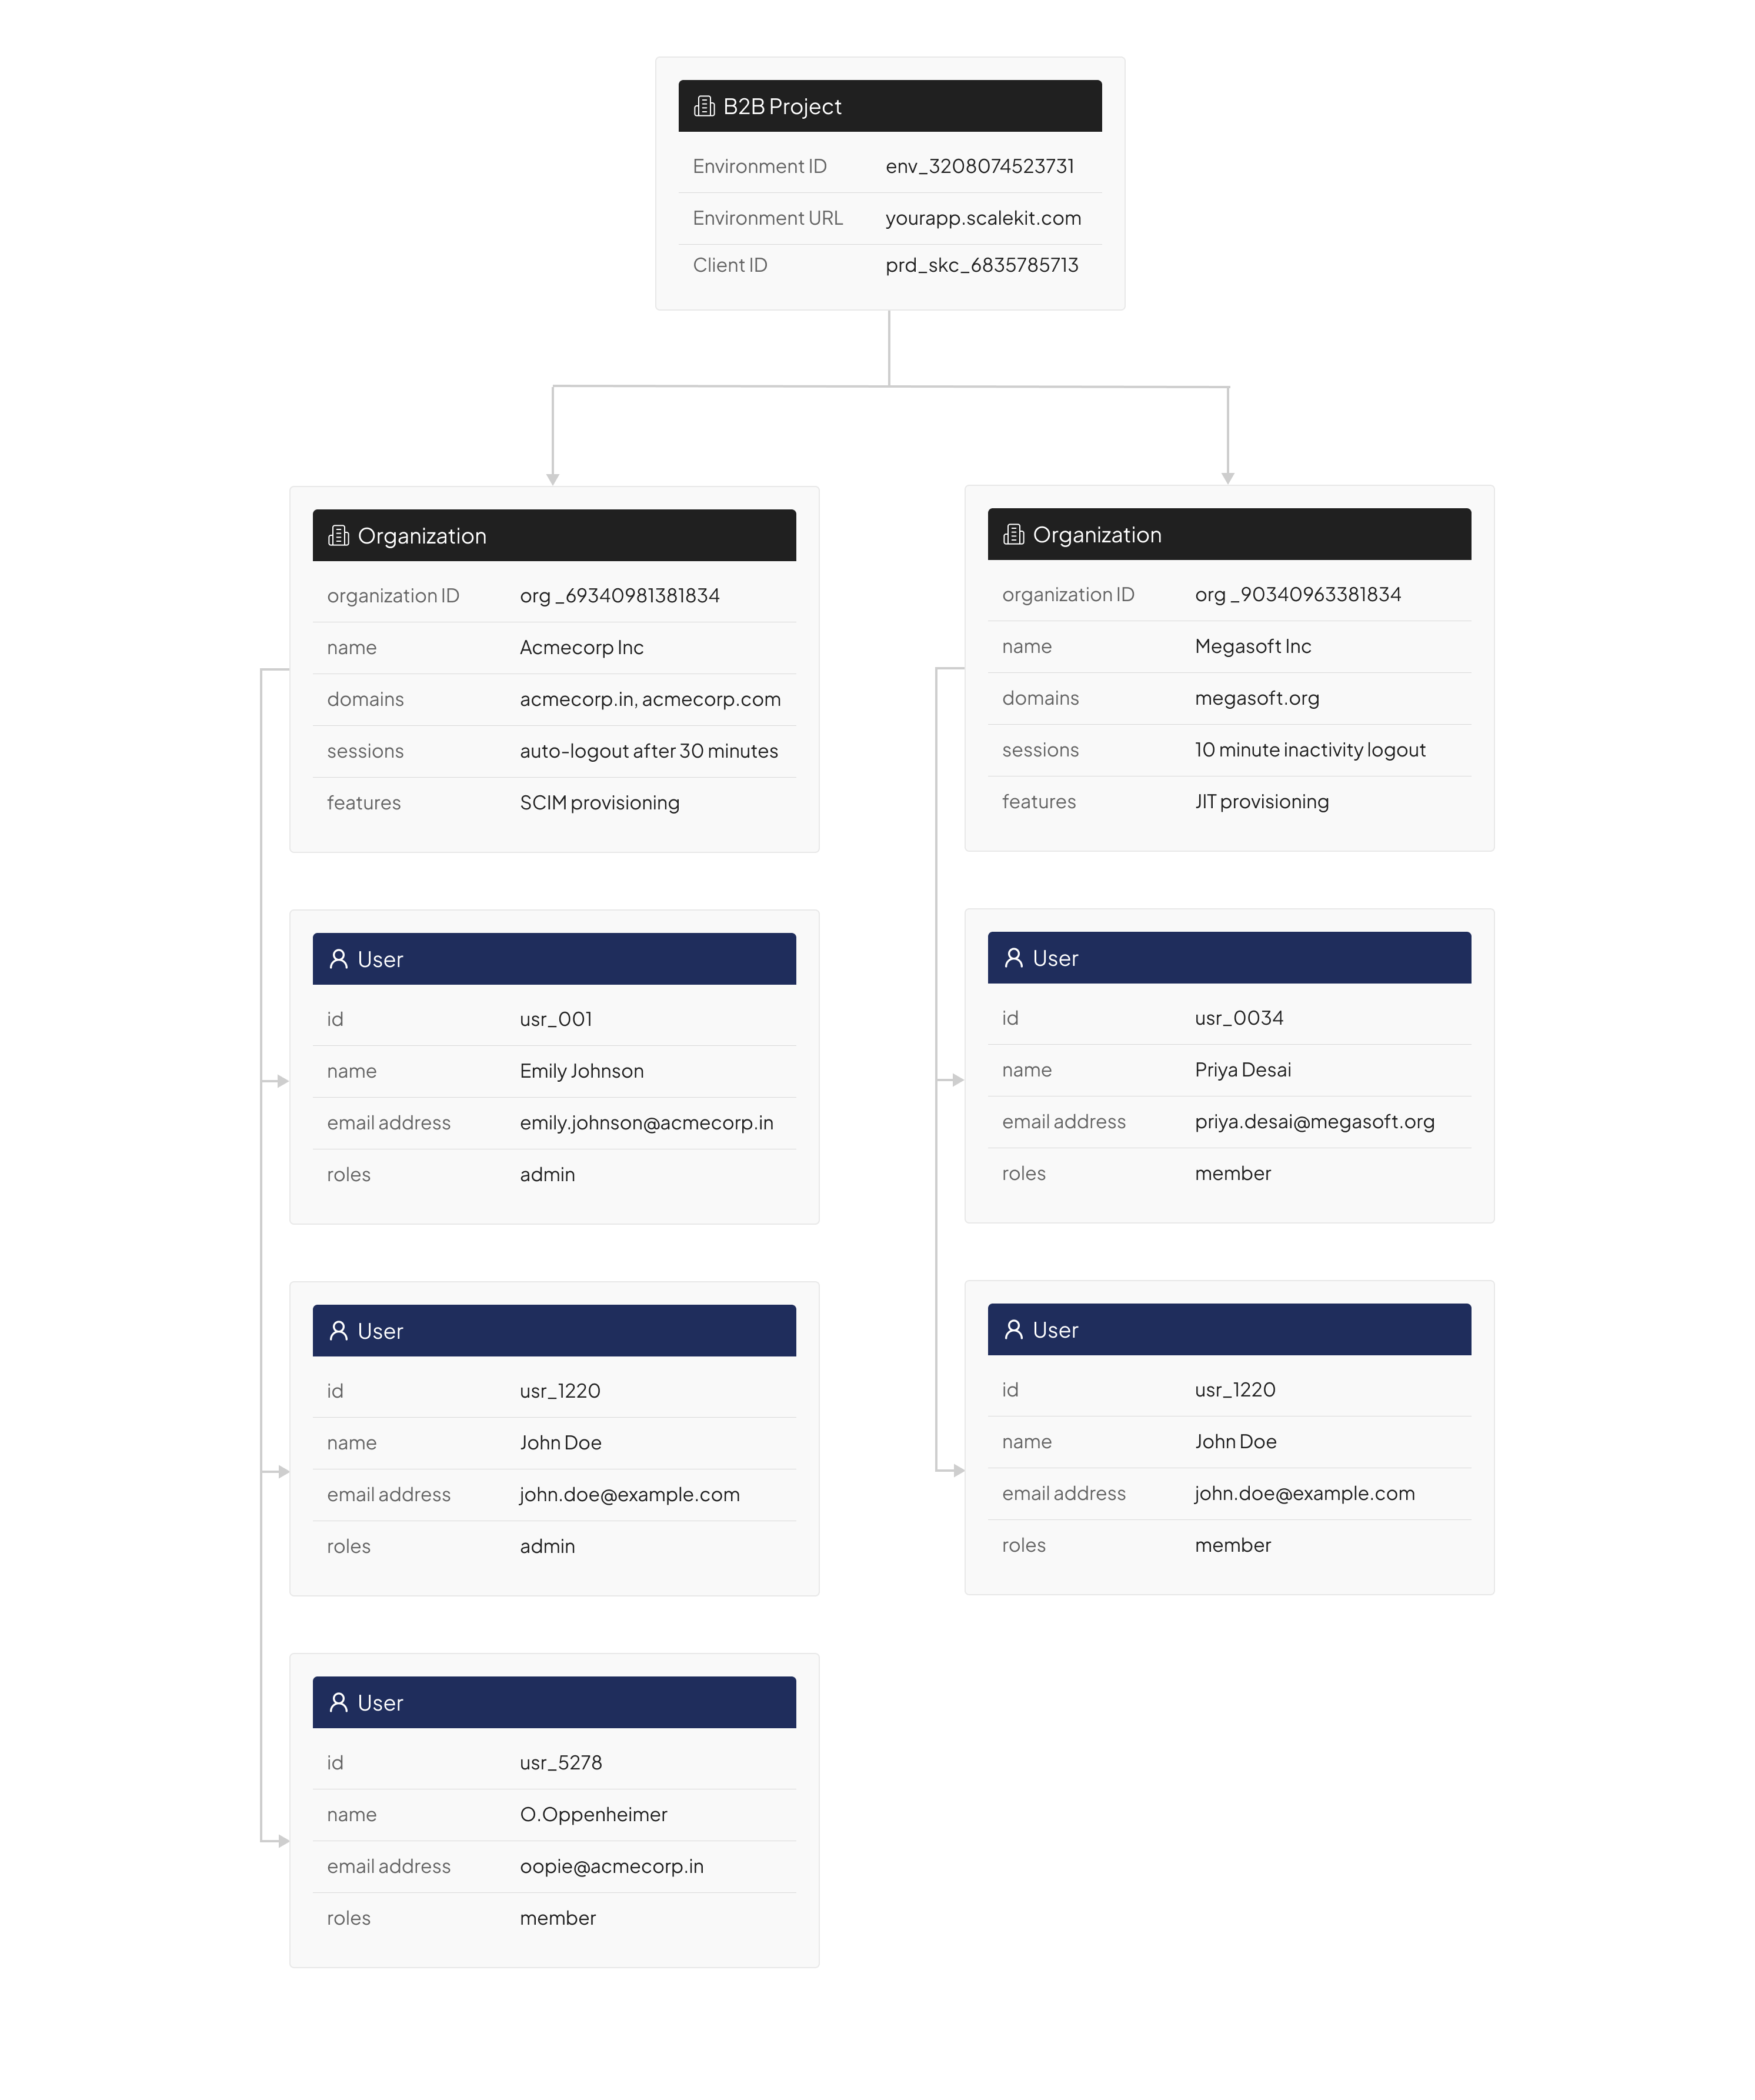 B2B Project
Environment ID env_3208074523731
Environment URL yourapp.scalekit.com
Client ID prd_skc_6835785713
Organization
organization ID org _69340981381834
name Acmecorp Inc
domains acmecorp.in, acmecorp.com
sessions auto-logout after 30 minutes
features SCIM provisioning
User
id usr_001
name Emily Johnson
email address emily.johnson@acmecorp.in
roles admin
User
id usr_1220
name John Doe
email address john.doe@example.com
roles admin
User
id usr_5278
name O.Oppenheimer
email address oopie@acmecorp.in
roles member
Organization
organization ID org _90340963381834
name Megasoft Inc
domains megasoft.org
sessions 10 minute inactivity logout
features JIT provisioning
User
id usr_0034
name Priya Desai
email address priya.desai@megasoft.org
roles member
User
id usr_1220
name John Doe
email address john.doe@example.com
roles member